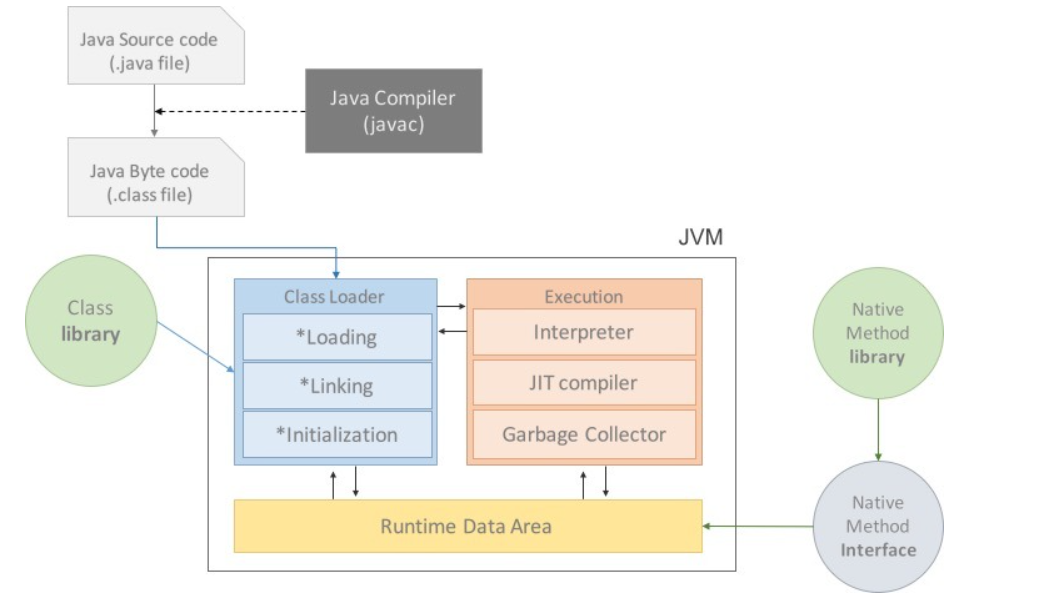 Java Source code
(.java file)
Java Compiler
(javac)
Java Byte code
(.class file)
JVM
Class
library
Class Loader
*Loading
*Linking
*Initialization
Execution
Interpreter
JIT compiler
Garbage Collector
Runtime Data Area
Native
Method
library
Native
Method
Interface